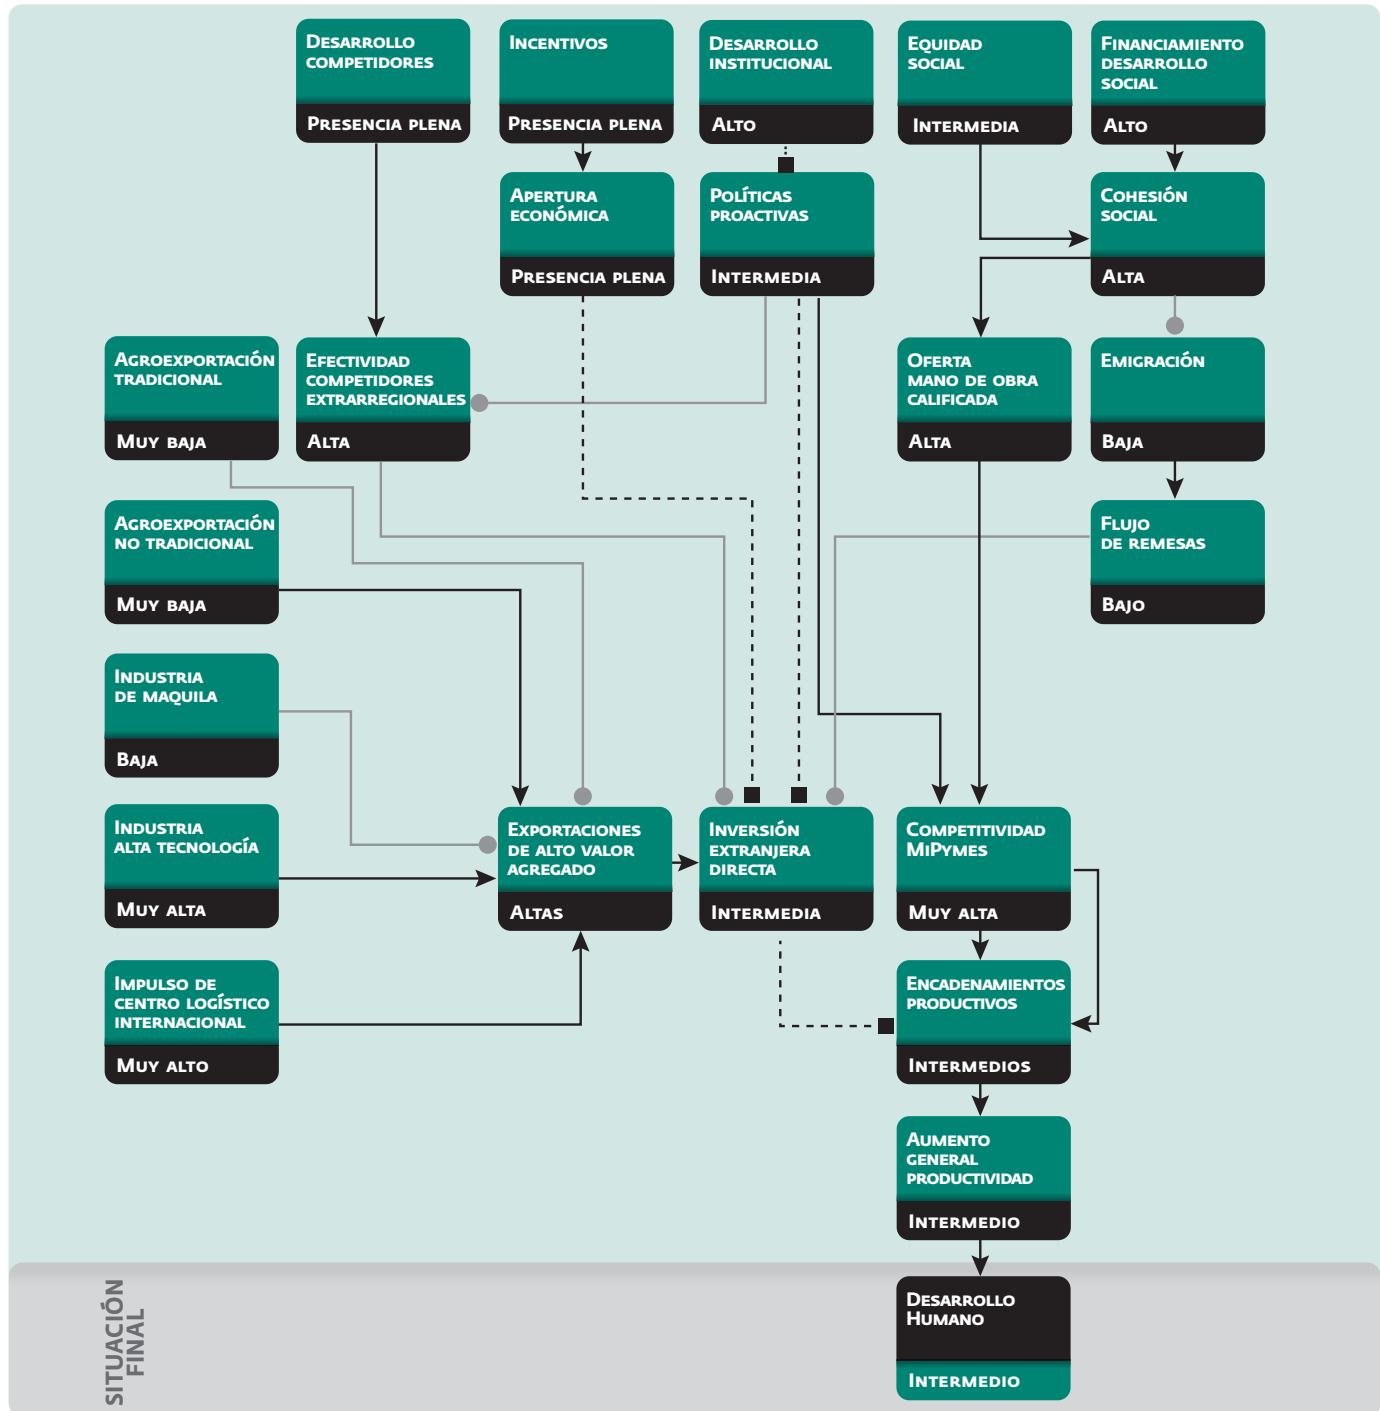 Desarrollo
competidores
Presencia plena
Incentivos
Presencia plena
Desarrollo
institucional
Alto
Equidad
social
Intermedia
Financiamiento
desarrollo
social
Alto
Apertura
económica
Presencia plena
Políticas
proactivas
Intermedia
Cohesión
social
Alta
Agroexportación
tradicional
Muy baja
Efectividad
competidores
extrarregionales
Alta
Oferta
mano de obra
calificada
Alta
Emigración
Baja
Agroexportación
no tradicional
Muy baja
Flujo
de remesas
Bajo
Industria
de maquila
Baja
Industria
alta tecnología
Muy alta
Exportaciones
de alto valor
agregado
Altas
Inversión
extranjera
directa
Intermedia
Competitividad
MiPymes
Muy alta
Impulso de
centro logístico
internacional
Muy alto
Encadenamientos
productivos
Intermedios
Aumento
general
productividad
Intermedio
SITUACIÓN
FINAL
Desarrollo
Humano
Intermedio